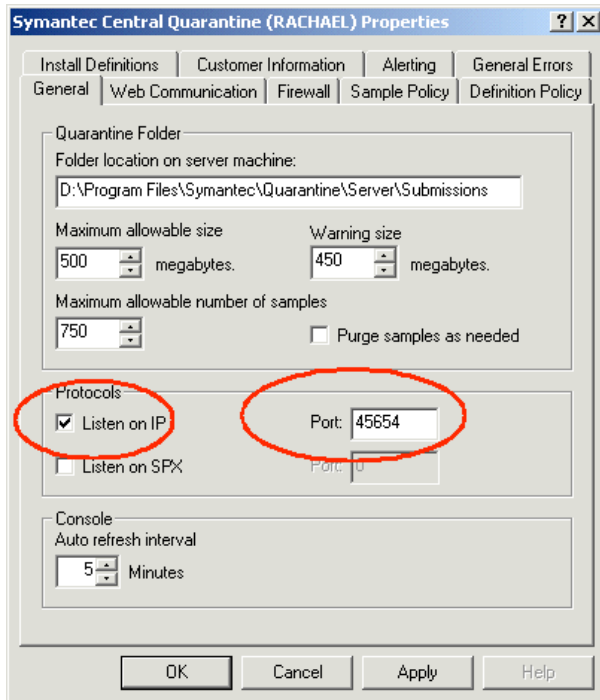 Symantec Central Quarantine (RACHAEL) Properties
Install Definitions Customer Information Alerting General Errors
General Web Communication Firewall Sample Policy Definition Policy
Quarantine Folder
Folder location on server machine:
D:\Program Files\Symantec\Quarantine\Server\Submissions
Maximum allowable size Warning size
500 megabytes. 450 megabytes.
Maximum allowable number of samples
750 Purge samples as needed
Protocols
Listen on IP Port: 45654
Listen on SPX Port: 0
Console
Auto refresh interval
5 Minutes
OK Cancel Apply Help